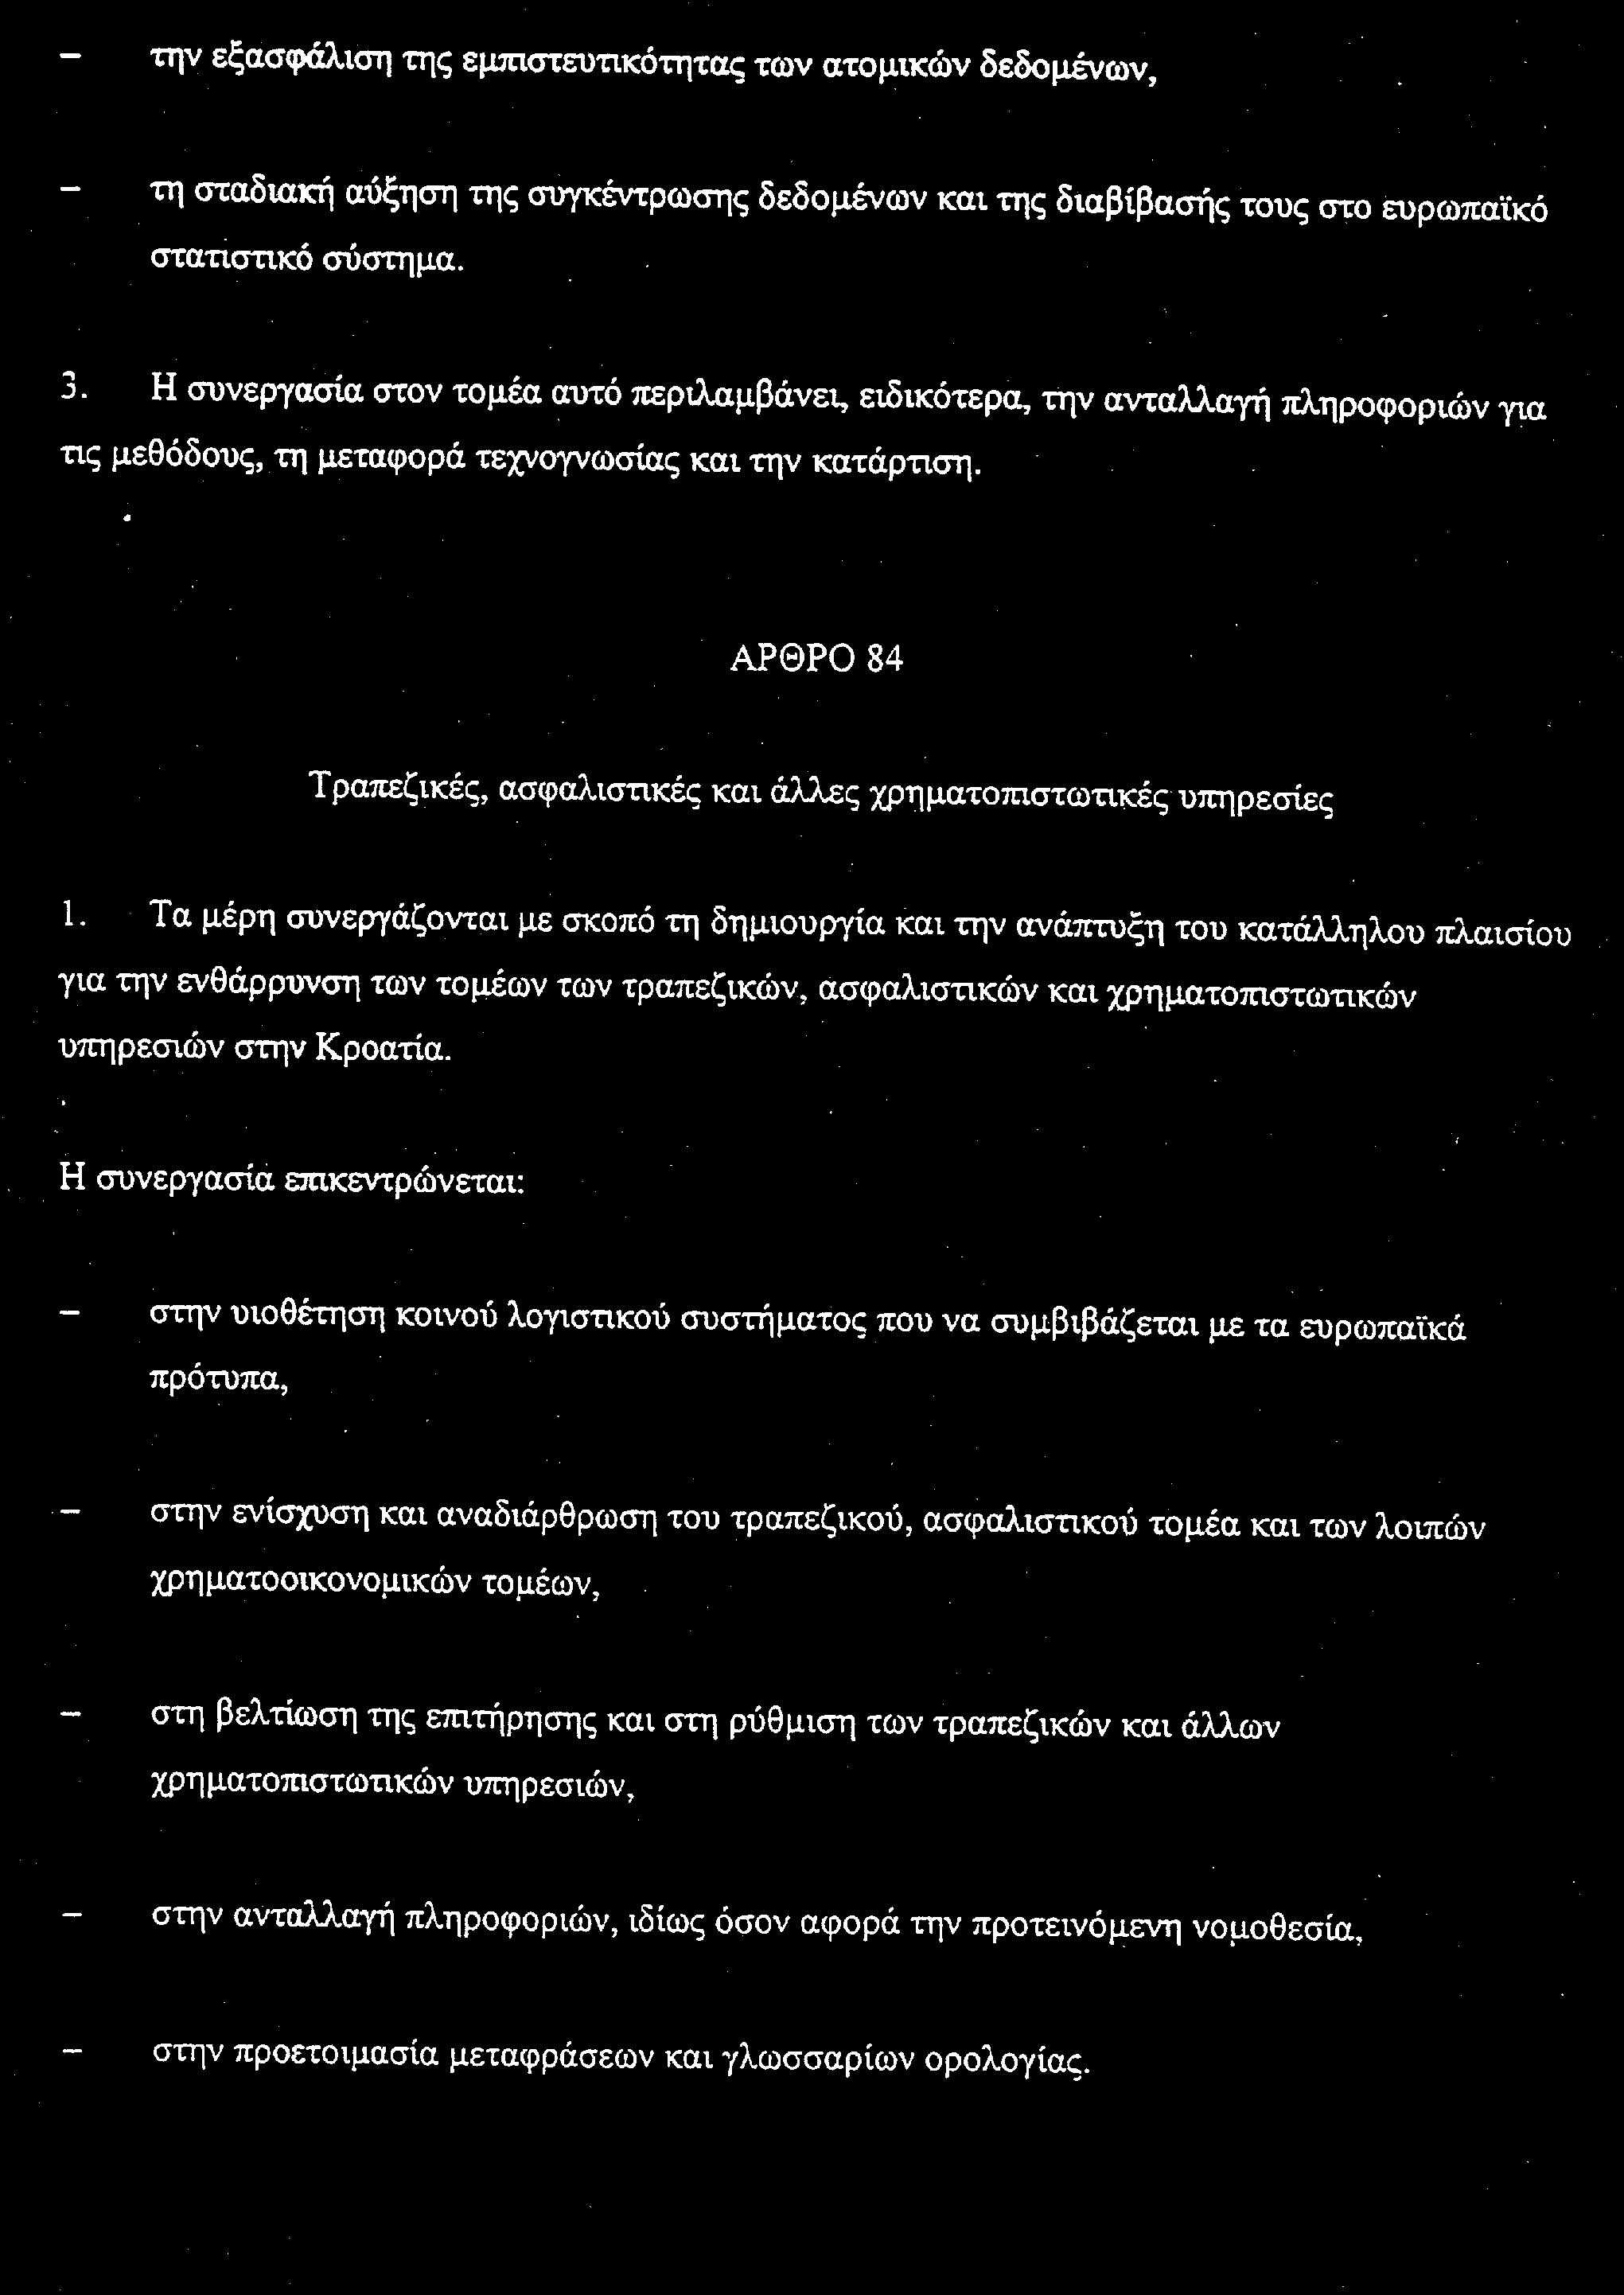 – την εξασφάλιση της εμπιστευτικότητας των ατομικών δεδομένων,
– τη σταδιακή αύξηση της συγκέντρωσης δεδομένων και της διαβίβασής τους στο ευρωπαϊκό
στατιστικό σύστημα.
3. Η συνεργασία στον τομέα αυτό περιλαμβάνει, ειδικότερα, την ανταλλαγή πληροφοριών για
τις μεθόδους, τη μεταφορά τεχνογνωσίας και την κατάρτιση.
ΑΡΘΡΟ 84
Τραπεζικές, ασφαλιστικές και άλλες χρηματοπιστωτικές υπηρεσίες
1. Τα μέρη συνεργάζονται με σκοπό τη δημιουργία και την ανάπτυξη του κατάλληλου πλαισίου
για την ενθάρρυνση των τομέων των τραπεζικών, ασφαλιστικών και χρηματοπιστωτικών
υπηρεσιών στην Κροατία.
Η συνεργασία επικεντρώνεται:
– στην υιοθέτηση κοινού λογιστικού συστήματος που να συμβιβάζεται με τα ευρωπαϊκά
πρότυπα,
– στην ενίσχυση και αναδιάρθρωση του τραπεζικού, ασφαλιστικού τομέα και των λοιπών
χρηματοοικονομικών τομέων,
– στη βελτίωση της επιτήρησης και στη ρύθμιση των τραπεζικών και άλλων
χρηματοπιστωτικών υπηρεσιών,
– στην ανταλλαγή πληροφοριών, ιδίως όσον αφορά την προτεινόμενη νομοθεσία,
– στην προετοιμασία μεταφράσεων και γλωσσαρίων ορολογίας.